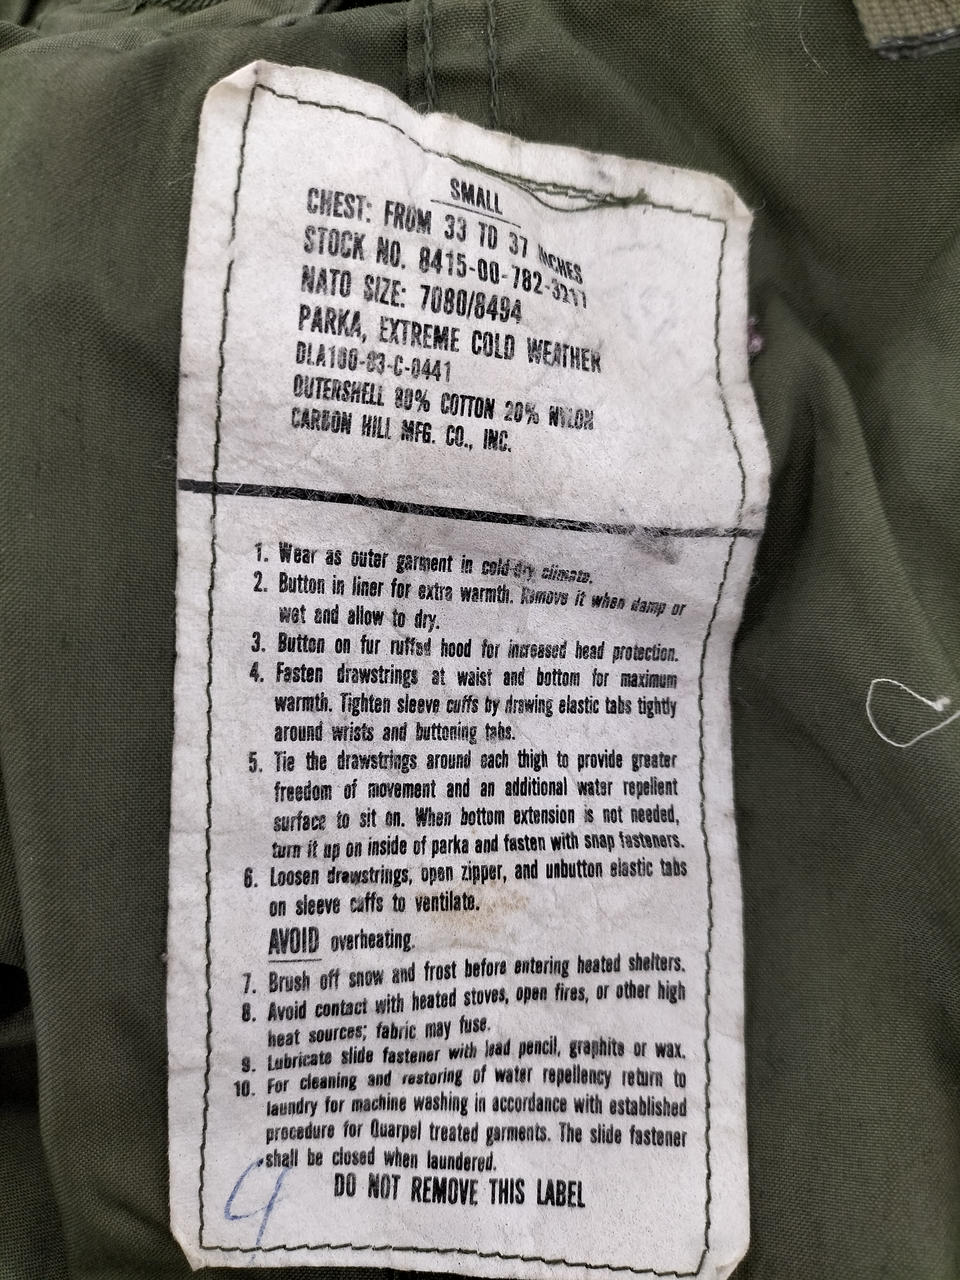 SMALL
CHEST: FROM 33 TO 37 INCHES
STOCK NO. 8415-00-782-3217
NATO SIZE: 7080/8494
PARKA, EXTREME COLD WEATHER
DLA100-83-C-0441
OUTERSHELL 80% COTTON 20% NYLON
CARBON HILL MFG. CO., INC.
1. Wear as outer garment in cold-dry climate.
2. Button in liner for extra warmth. Remove it when damp or
wet and allow to dry.
3. Button on fur ruffed hood for increased head protection.
4. Fasten drawstrings at waist and bottom for maximum
warmth. Tighten sleeve cuffs by drawing elastic tabs tightly
around wrists and buttoning tabs.
5. Tie the drawstrings around each thigh to provide greater
freedom of movement and an additional water repellent
surface to sit on. When bottom extension is not needed,
turn it up on inside of parka and fasten with snap fasteners.
6. Loosen drawstrings, open zipper, and unbutton elastic tabs
on sleeve cuffs to ventilate.
AVOID overheating.
7. Brush off snow and frost before entering heated shelters.
8. Avoid contact with heated stoves, open fires, or other high
heat sources; fabric may fuse.
9. Lubricate slide fastener with lead pencil, graphite or wax.
10. For cleaning and restoring of water repellency return to
laundry for machine washing in accordance with established
procedure for Quarpel treated garments. The slide fastener
shall be closed when laundered.
DO NOT REMOVE THIS LABEL